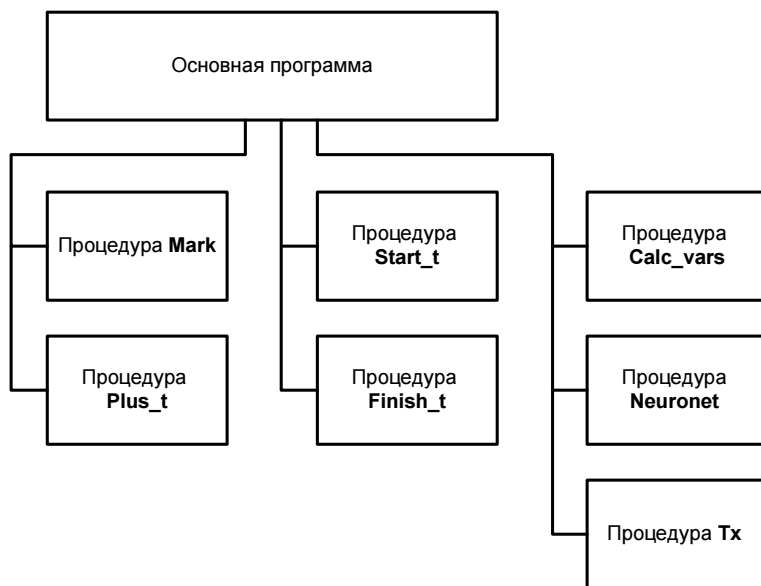 Основная программа
Процедура Mark
Процедура
Start_t
Процедура
Calc_vars
Процедура
Plus_t
Процедура
Finish_t
Процедура
Neuronet
Процедура Tx